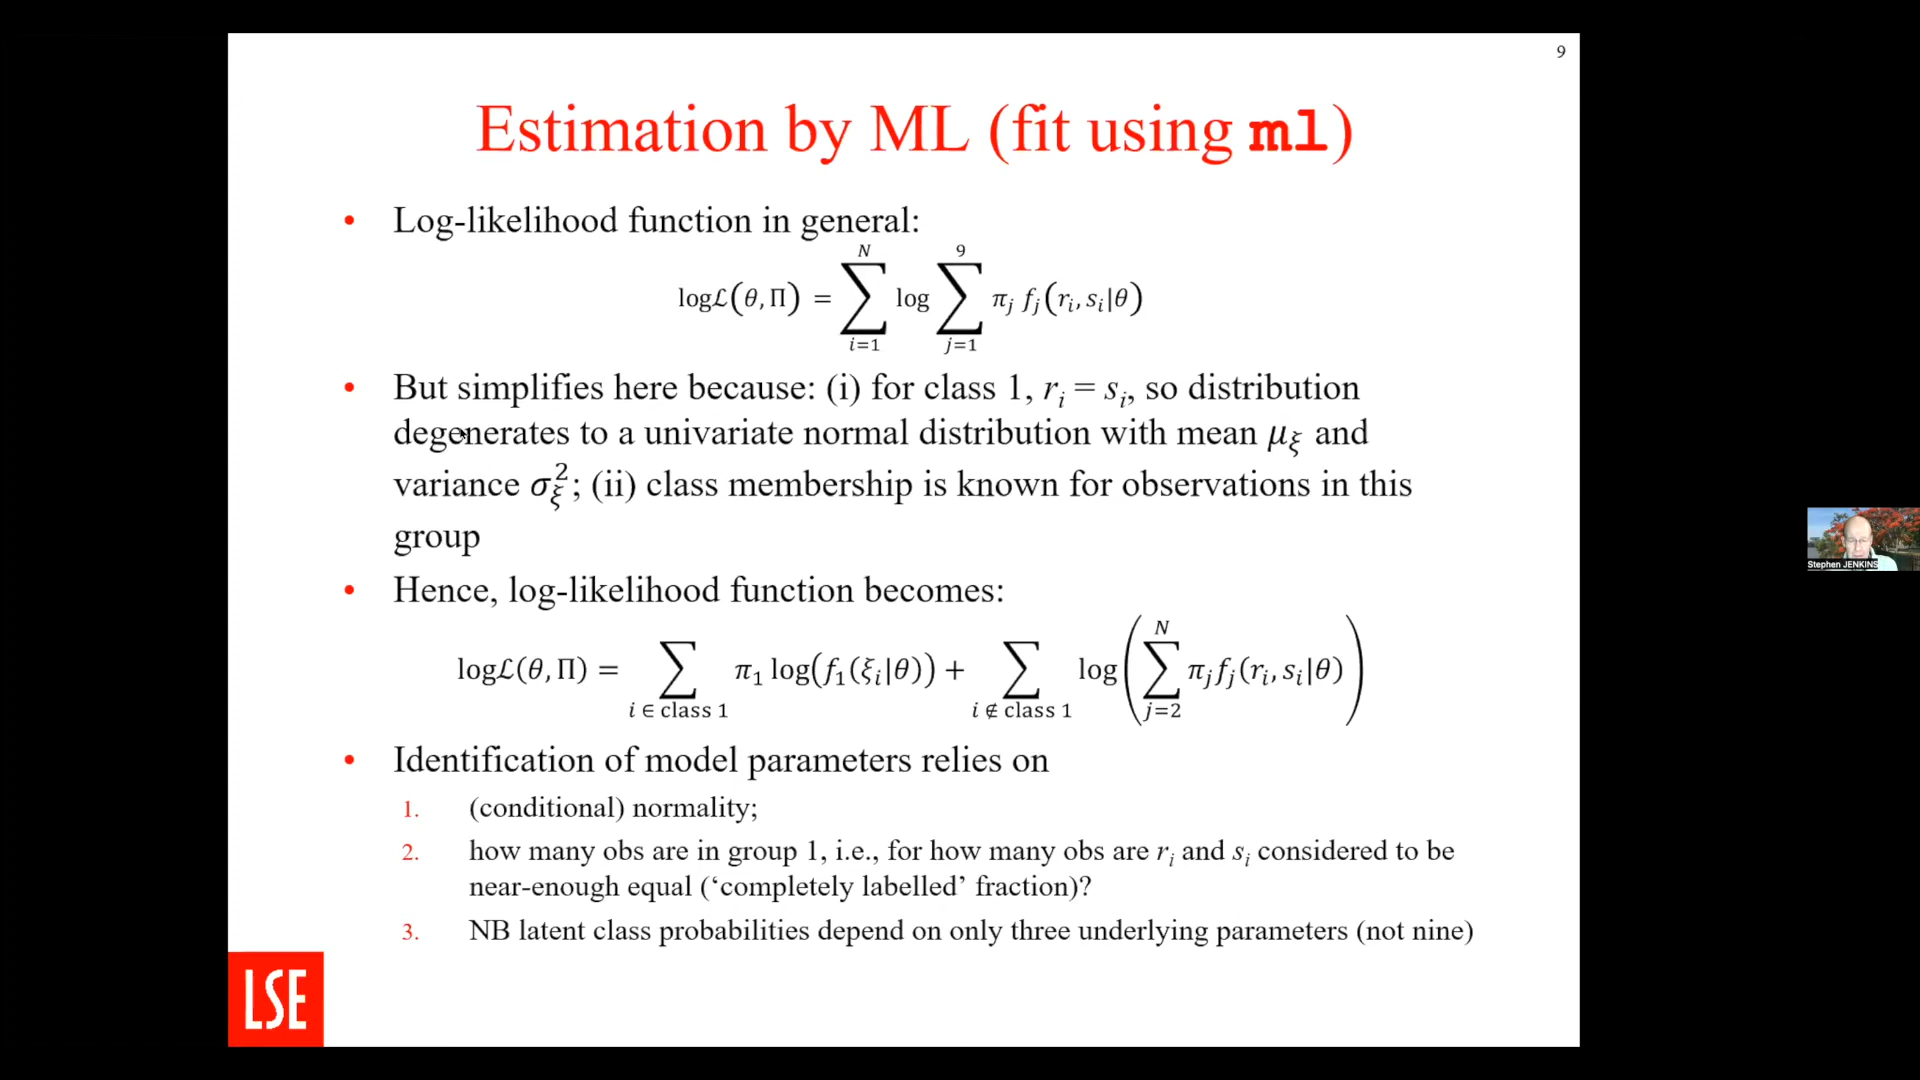 9
Estimation by ML (fit using ml)
• Log-likelihood function in general:
logℒ(θ, Π) = ∑_{i=1}^{N} log ∑_{j=1}^{9} π_j f_j(r_i, s_i|θ)
• But simplifies here because: (i) for class 1, r_i = s_i, so distribution
degenerates to a univariate normal distribution with mean μ_ξ and
variance σ_ξ^2; (ii) class membership is known for observations in this
group
• Hence, log-likelihood function becomes:
logℒ(θ, Π) = ∑_{i ∈ class 1} π_1 log(f_1(ξ_i|θ)) + ∑_{i ∉ class 1} log(∑_{j=2}^{N} π_j f_j(r_i, s_i|θ))
• Identification of model parameters relies on
1. (conditional) normality;
2. how many obs are in group 1, i.e., for how many obs are r_i and s_i considered to be
near-enough equal (‘completely labelled’ fraction)?
3. NB latent class probabilities depend on only three underlying parameters (not nine)
LSE
Stephen JENKINS